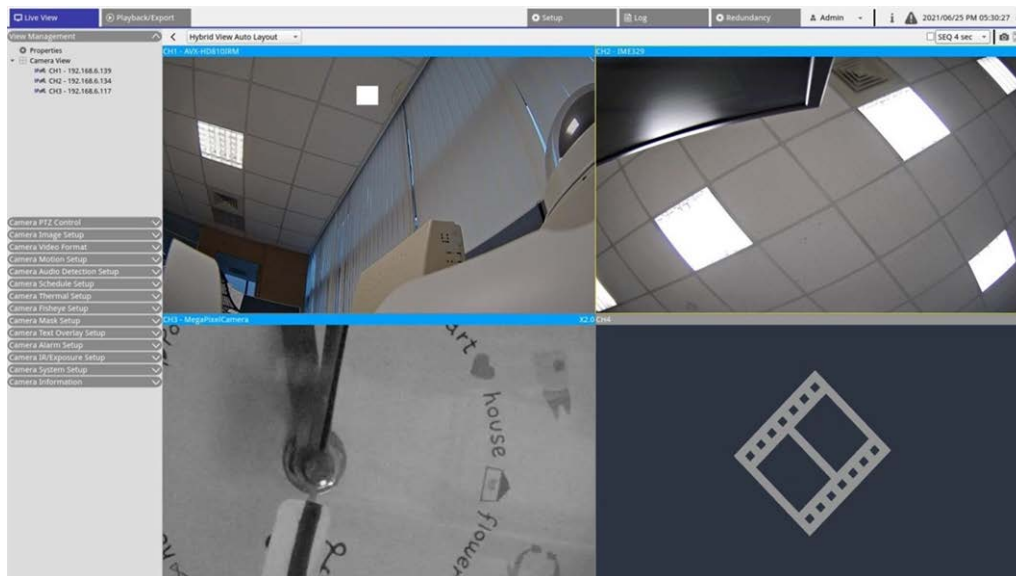 Live View
Playback/Export
Setup
Log
Redundancy
Admin
i
2021/06/25 PM 05:30:27
View Management
Hybrid View Auto Layout
SEQ 4 sec
Properties
Camera View
CH1 - 192.168.6.139
CH2 - 192.168.6.134
CH3 - 192.168.6.117
CH1 - AVX-HD810IRM
CH2 - IME329
Camera PTZ Control
Camera Image Setup
Camera Video Format
Camera Motion Setup
Camera Audio Detection Setup
Camera Schedule Setup
Camera Thermal Setup
Camera Fisheye Setup
Camera Mask Setup
Camera Text Overlay Setup
Camera Alarm Setup
Camera IR/Exposure Setup
Camera System Setup
Camera Information
CH3 - MegaPixelCamera
X2.0
CH4
art
house
flower